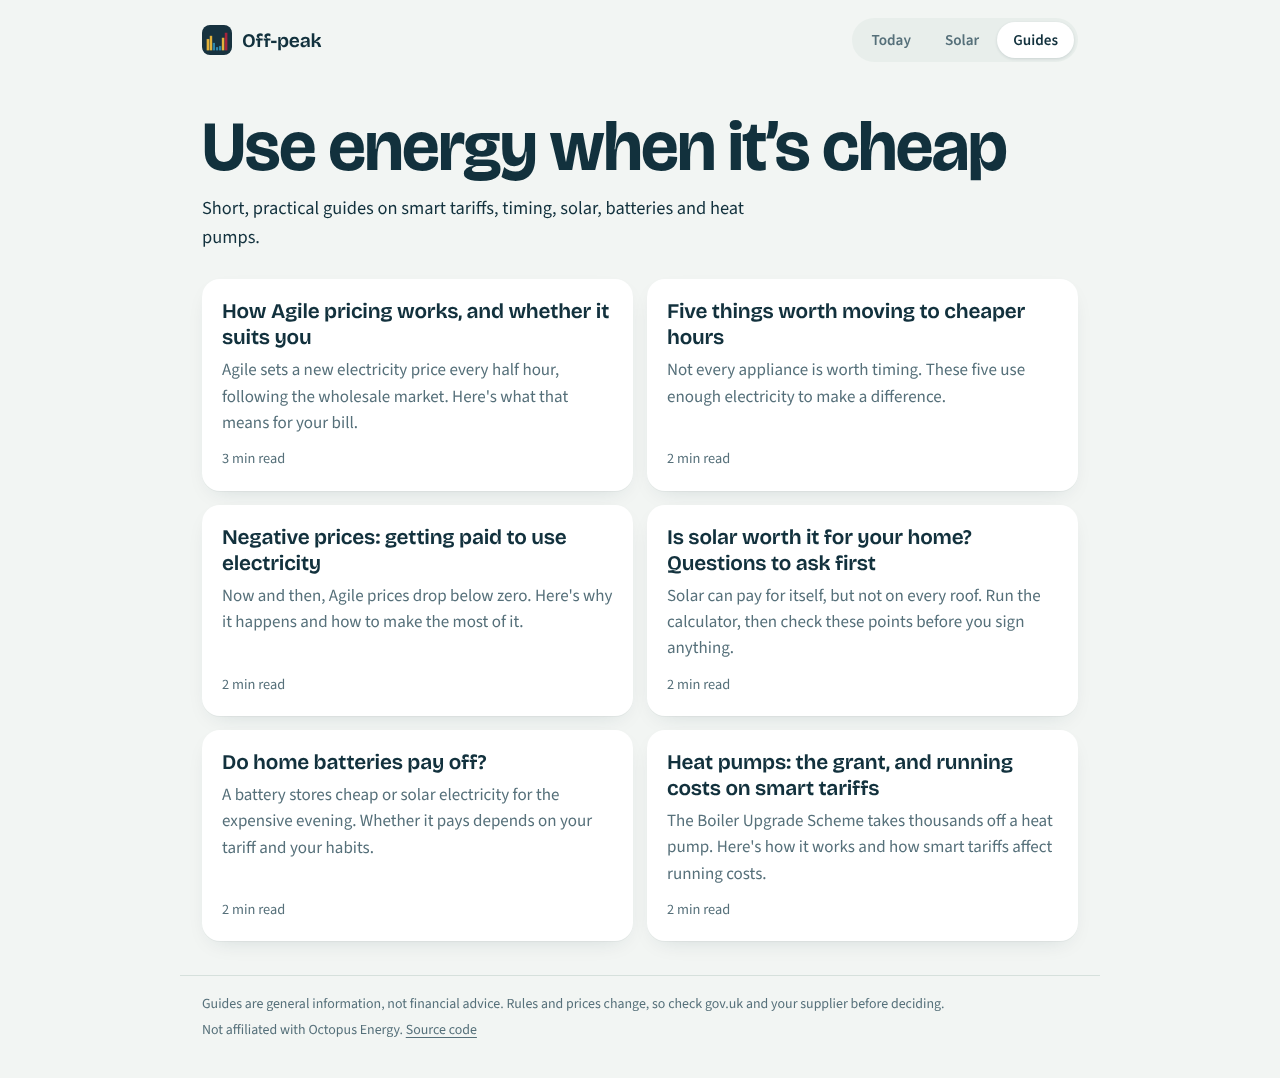 Off-peak
Today
Solar
Guides
Use energy when it’s cheap
Short, practical guides on smart tariffs, timing, solar, batteries and heat
pumps.
How Agile pricing works, and whether it
suits you
Agile sets a new electricity price every half hour,
following the wholesale market. Here's what that
means for your bill.
3 min read
Five things worth moving to cheaper
hours
Not every appliance is worth timing. These five use
enough electricity to make a difference.
2 min read
Negative prices: getting paid to use
electricity
Now and then, Agile prices drop below zero. Here's why
it happens and how to make the most of it.
2 min read
Is solar worth it for your home?
Questions to ask first
Solar can pay for itself, but not on every roof. Run the
calculator, then check these points before you sign
anything.
2 min read
Do home batteries pay off?
A battery stores cheap or solar electricity for the
expensive evening. Whether it pays depends on your
tariff and your habits.
2 min read
Heat pumps: the grant, and running
costs on smart tariffs
The Boiler Upgrade Scheme takes thousands off a heat
pump. Here's how it works and how smart tariffs affect
running costs.
2 min read
Guides are general information, not financial advice. Rules and prices change, so check gov.uk and your supplier before deciding.
Not affiliated with Octopus Energy. Source code